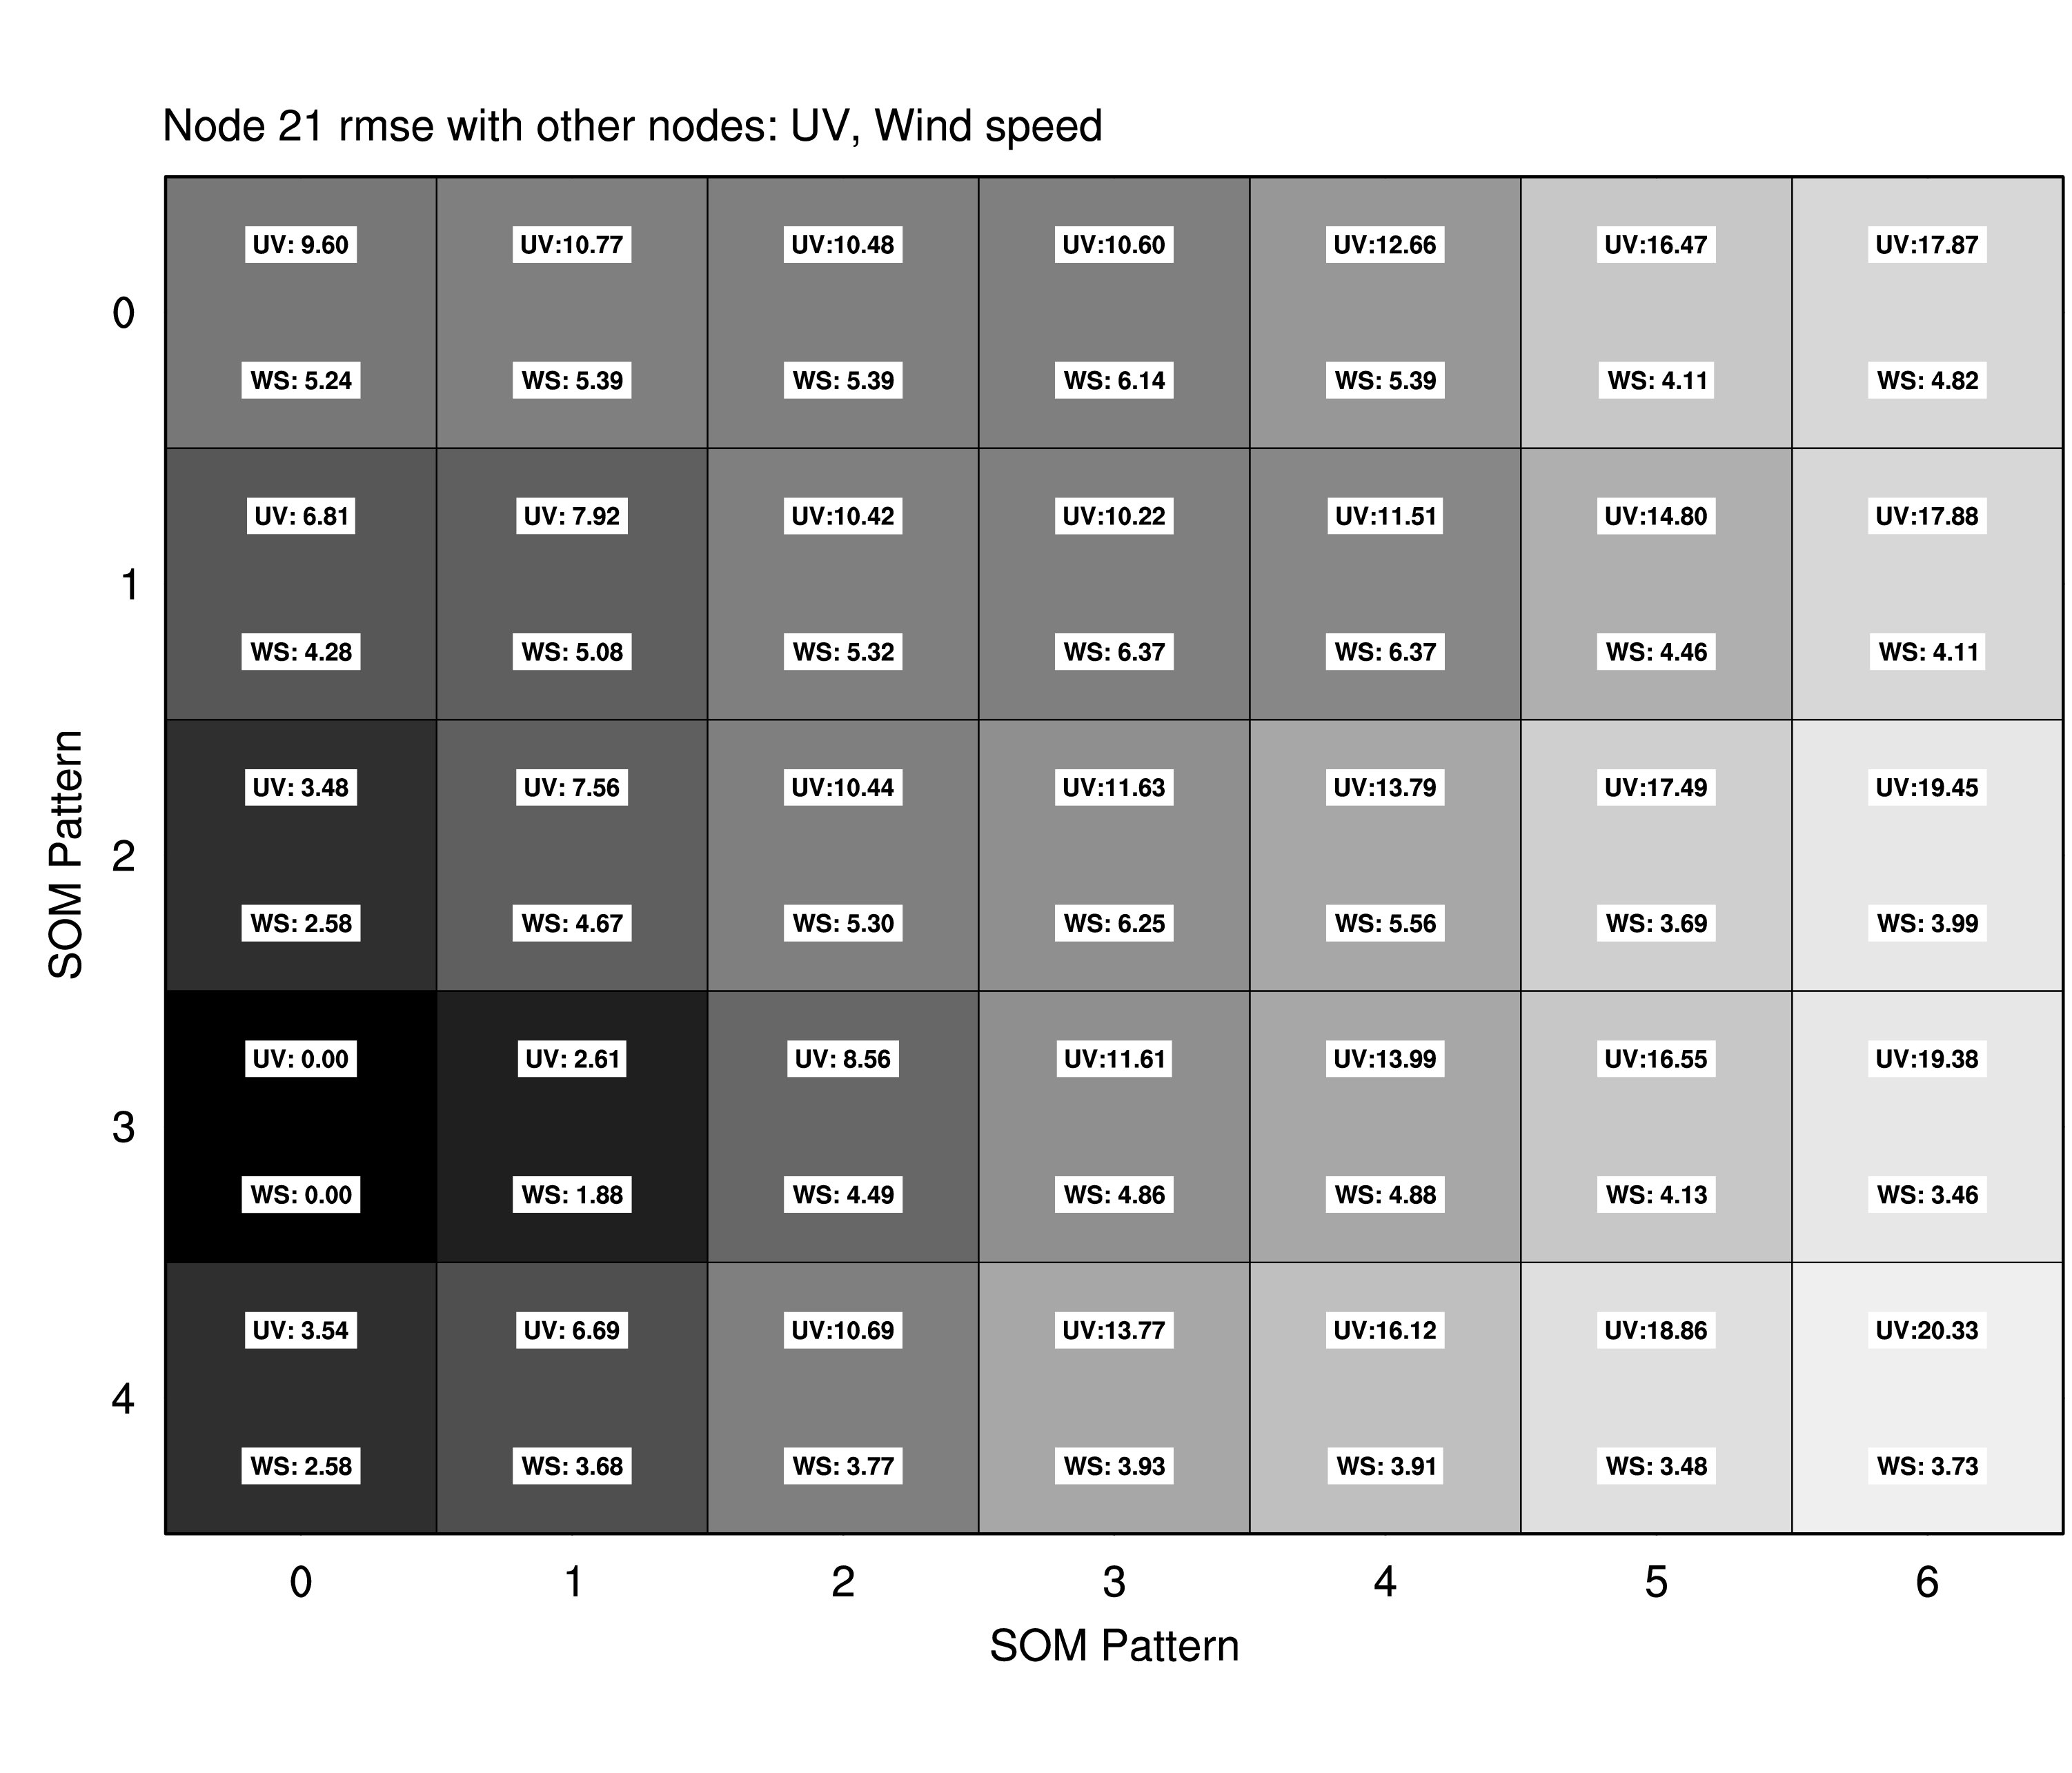 Node 21 rmse with other nodes: UV, Wind speed
UV: 9.60 UV:10.77 UV:10.48 UV:10.60 UV:12.66 UV:16.47 UV:17.87
0
WS: 5.24 WS: 5.39 WS: 5.39 WS: 6.14 WS: 5.39 WS: 4.11 WS: 4.82
UV: 6.81 UV: 7.92 UV:10.42 UV:10.22 UV:11.51 UV:14.80 UV:17.88
1
WS: 4.28 WS: 5.08 WS: 5.32 WS: 6.37 WS: 6.37 WS: 4.46 WS: 4.11
UV: 3.48 UV: 7.56 UV:10.44 UV:11.63 UV:13.79 UV:17.49 UV:19.45
SOM Pattern
2
WS: 2.58 WS: 4.67 WS: 5.30 WS: 6.25 WS: 5.56 WS: 3.69 WS: 3.99
UV: 0.00 UV: 2.61 UV: 8.56 UV:11.61 UV:13.99 UV:16.55 UV:19.38
3
WS: 0.00 WS: 1.88 WS: 4.49 WS: 4.86 WS: 4.88 WS: 4.13 WS: 3.46
UV: 3.54 UV: 6.69 UV:10.69 UV:13.77 UV:16.12 UV:18.86 UV:20.33
4
WS: 2.58 WS: 3.68 WS: 3.77 WS: 3.93 WS: 3.91 WS: 3.48 WS: 3.73
0 1 2 3 4 5 6
SOM Pattern